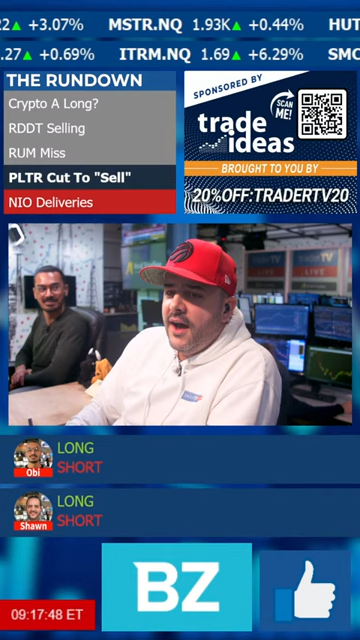 22▲ +3.07% MSTR.NQ 1.93K▲ +0.44% HUT
.27▲ +0.69% ITRM.NQ 1.69▲ +6.29% SMC
THE RUNDOWN
Crypto A Long?
RDDT Selling
RUM Miss
PLTR Cut To "Sell"
NIO Deliveries
SPONSORED BY
SCAN
ME!
trade
ideas
BROUGHT TO YOU BY
20%OFF:TRADERTV20
TV
LIVE
LONG
SHORT
Obi
LONG
SHORT
Shawn
BZ
09:17:48 ET